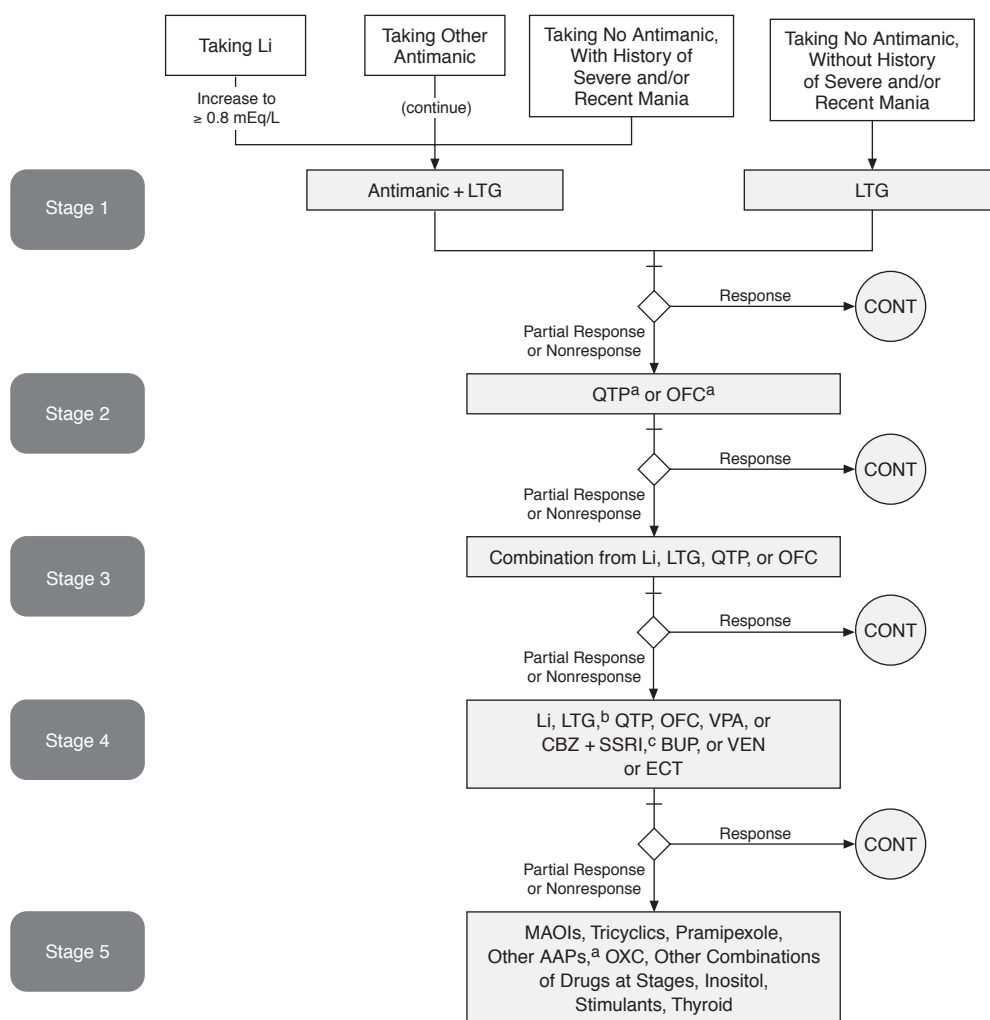 Taking Li
Taking Other
Antimanic
Taking No Antimanic,
With History of
Severe and/or
Recent Mania
Taking No Antimanic,
Without History
of Severe and/or
Recent Mania
Increase to
≥ 0.8 mEq/L
(continue)
Stage 1
Antimanic + LTG
LTG
Response
CONT
Partial Response
or Nonresponse
Stage 2
QTPa or OFCa
Response
CONT
Partial Response
or Nonresponse
Stage 3
Combination from Li, LTG, QTP, or OFC
Response
CONT
Partial Response
or Nonresponse
Stage 4
Li, LTG,b QTP, OFC, VPA, or
CBZ + SSRI,c BUP, or VEN
or ECT
Response
CONT
Partial Response
or Nonresponse
Stage 5
MAOIs, Tricyclics, Pramipexole,
Other AAPs,a OXC, Other Combinations
of Drugs at Stages, Inositol,
Stimulants, Thyroid